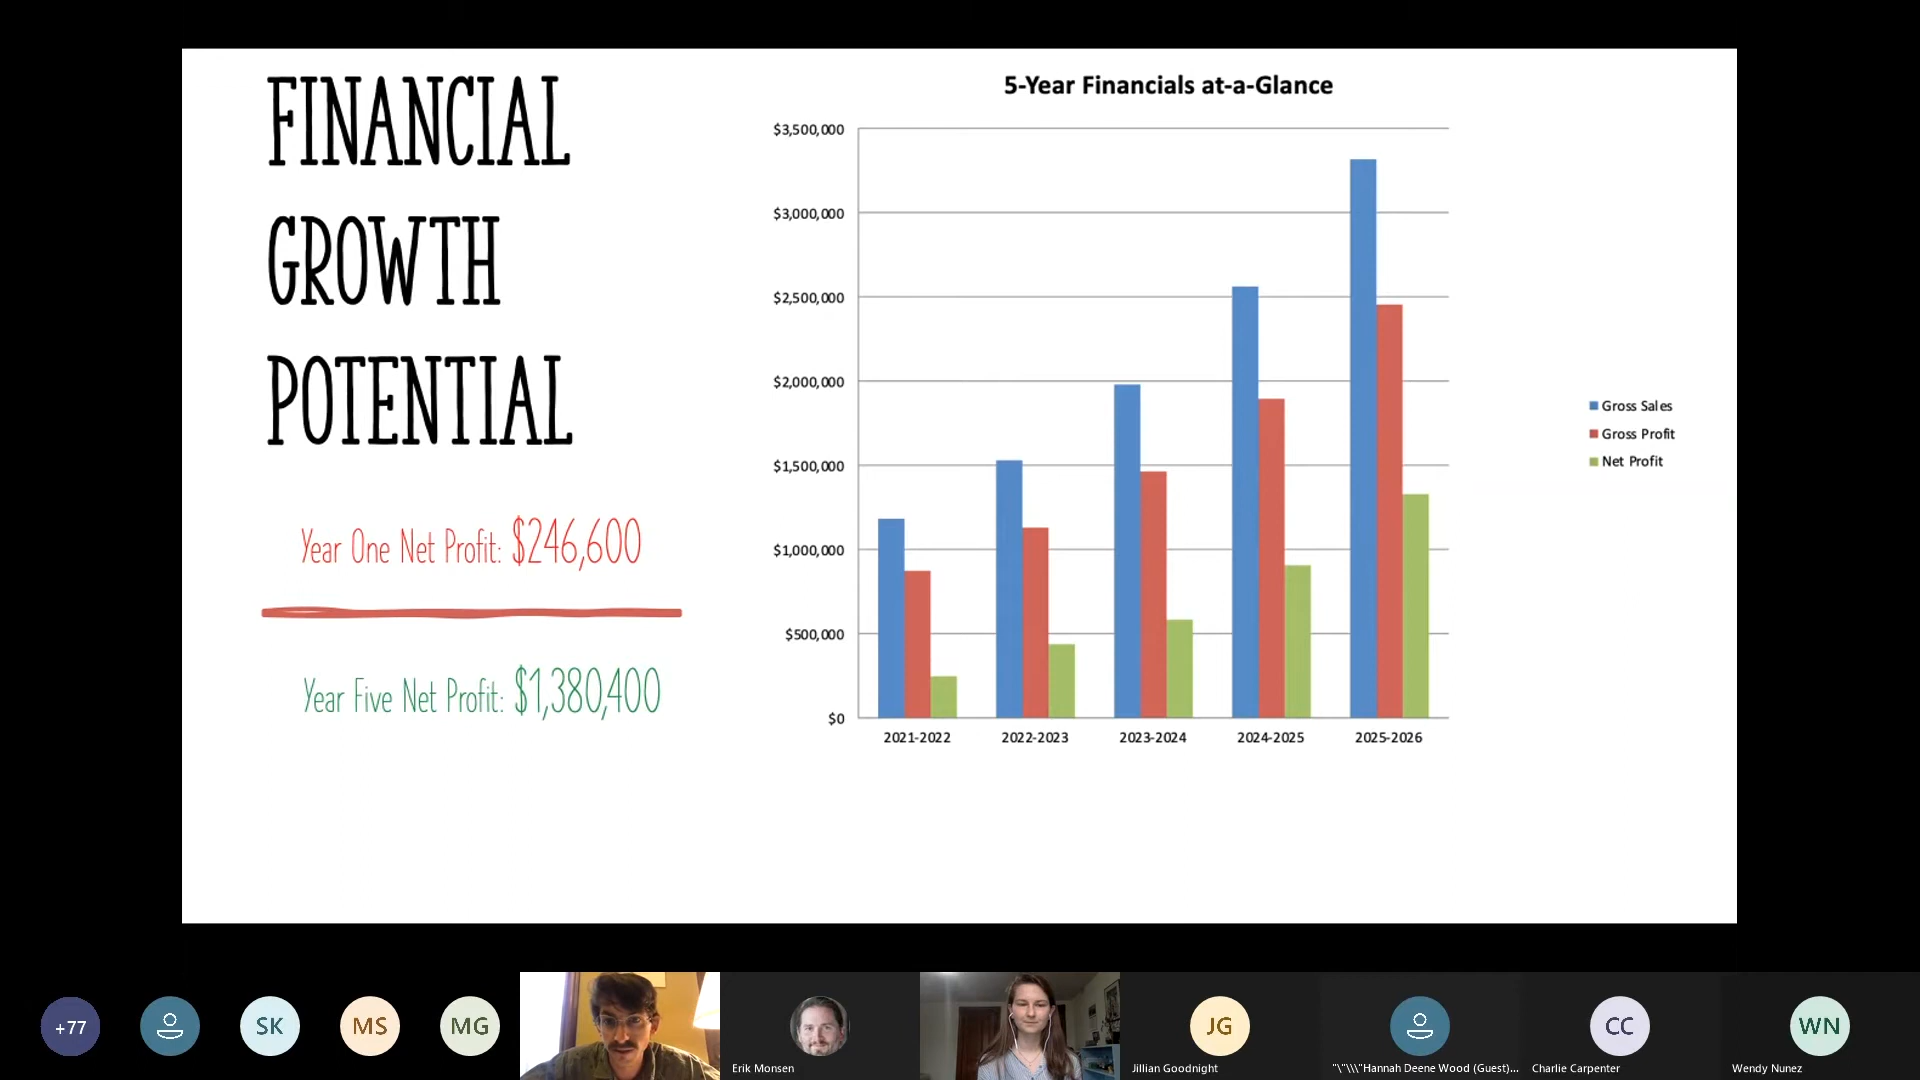 FINANCIAL
GROWTH
POTENTIAL
Year One Net Profit: $246,600
Year Five Net Profit: $1,380,400
5-Year Financials at-a-Glance
$3,500,000
$3,000,000
$2,500,000
$2,000,000
$1,500,000
$1,000,000
$500,000
$0
2021-2022
2022-2023
2023-2024
2024-2025
2025-2026
Gross Sales
Gross Profit
Net Profit
+77
SK
MS
MG
Erik Monsen
JG
Jillian Goodnight
"\"\\\"Hannah Deene Wood (Guest)...
CC
Charlie Carpenter
WN
Wendy Nunez